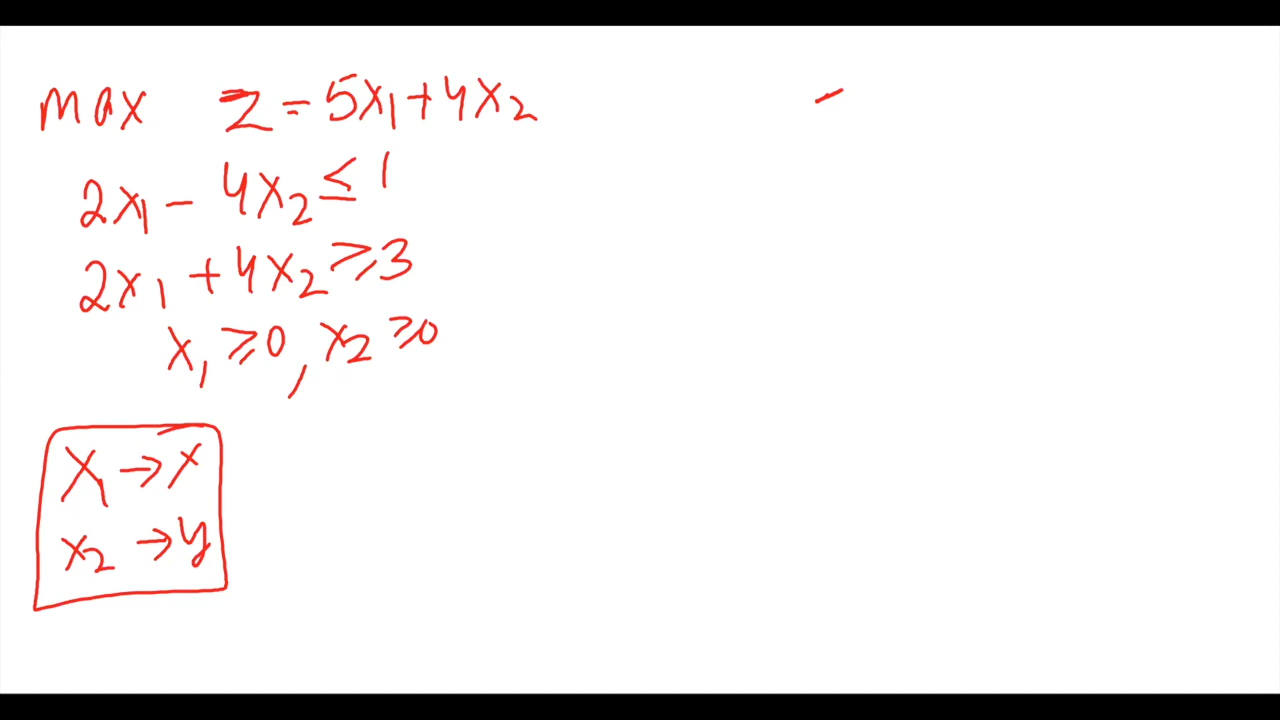 max z = 5x₁ + 4x₂
2x₁ - 4x₂ ≤ 1
2x₁ + 4x₂ ≥ 3
x₁ ≥ 0, x₂ ≥ 0
x₁ → x
x₂ → y